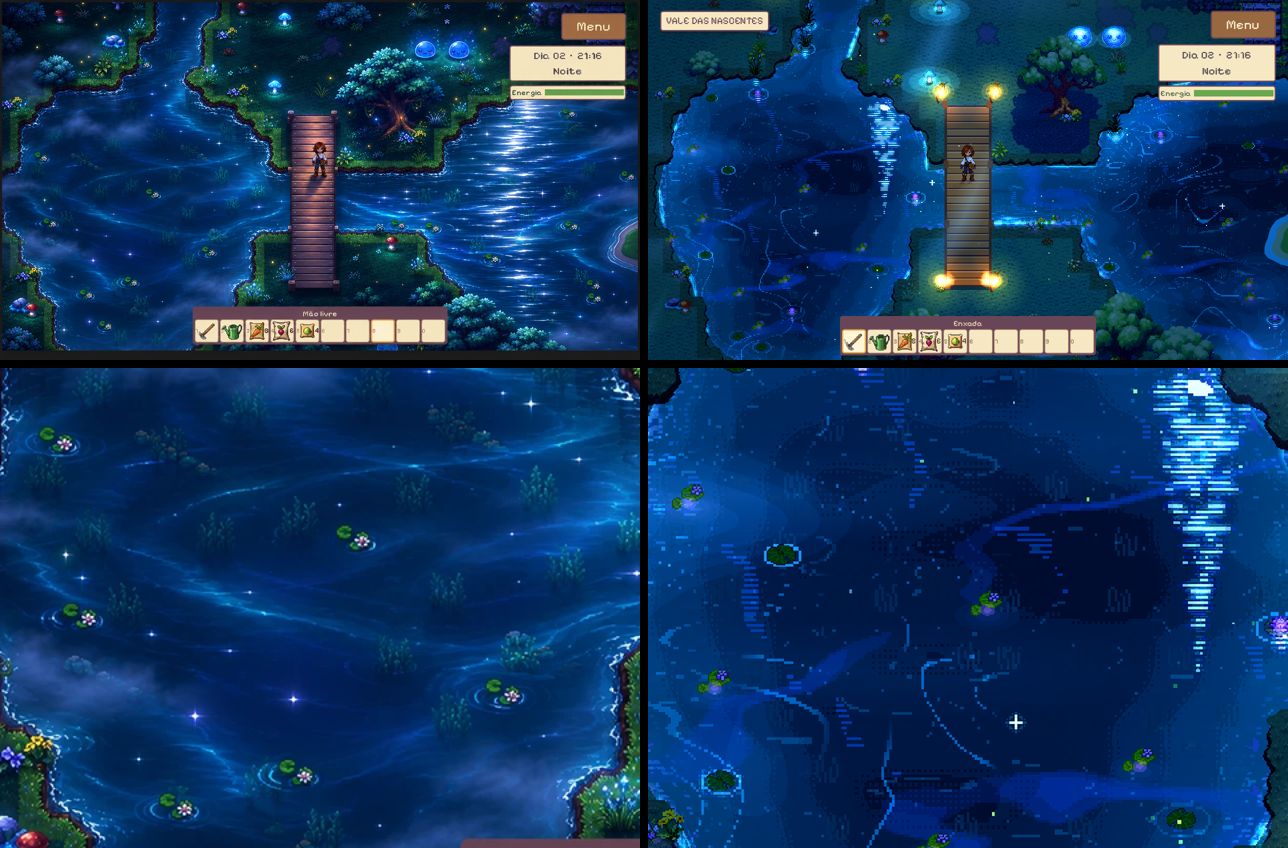 Menu
Dia 02 · 21:16
Noite
Energia
Mão livre
VALE DAS NASCENTES
Menu
Dia 02 · 21:16
Noite
Energia
Enxada